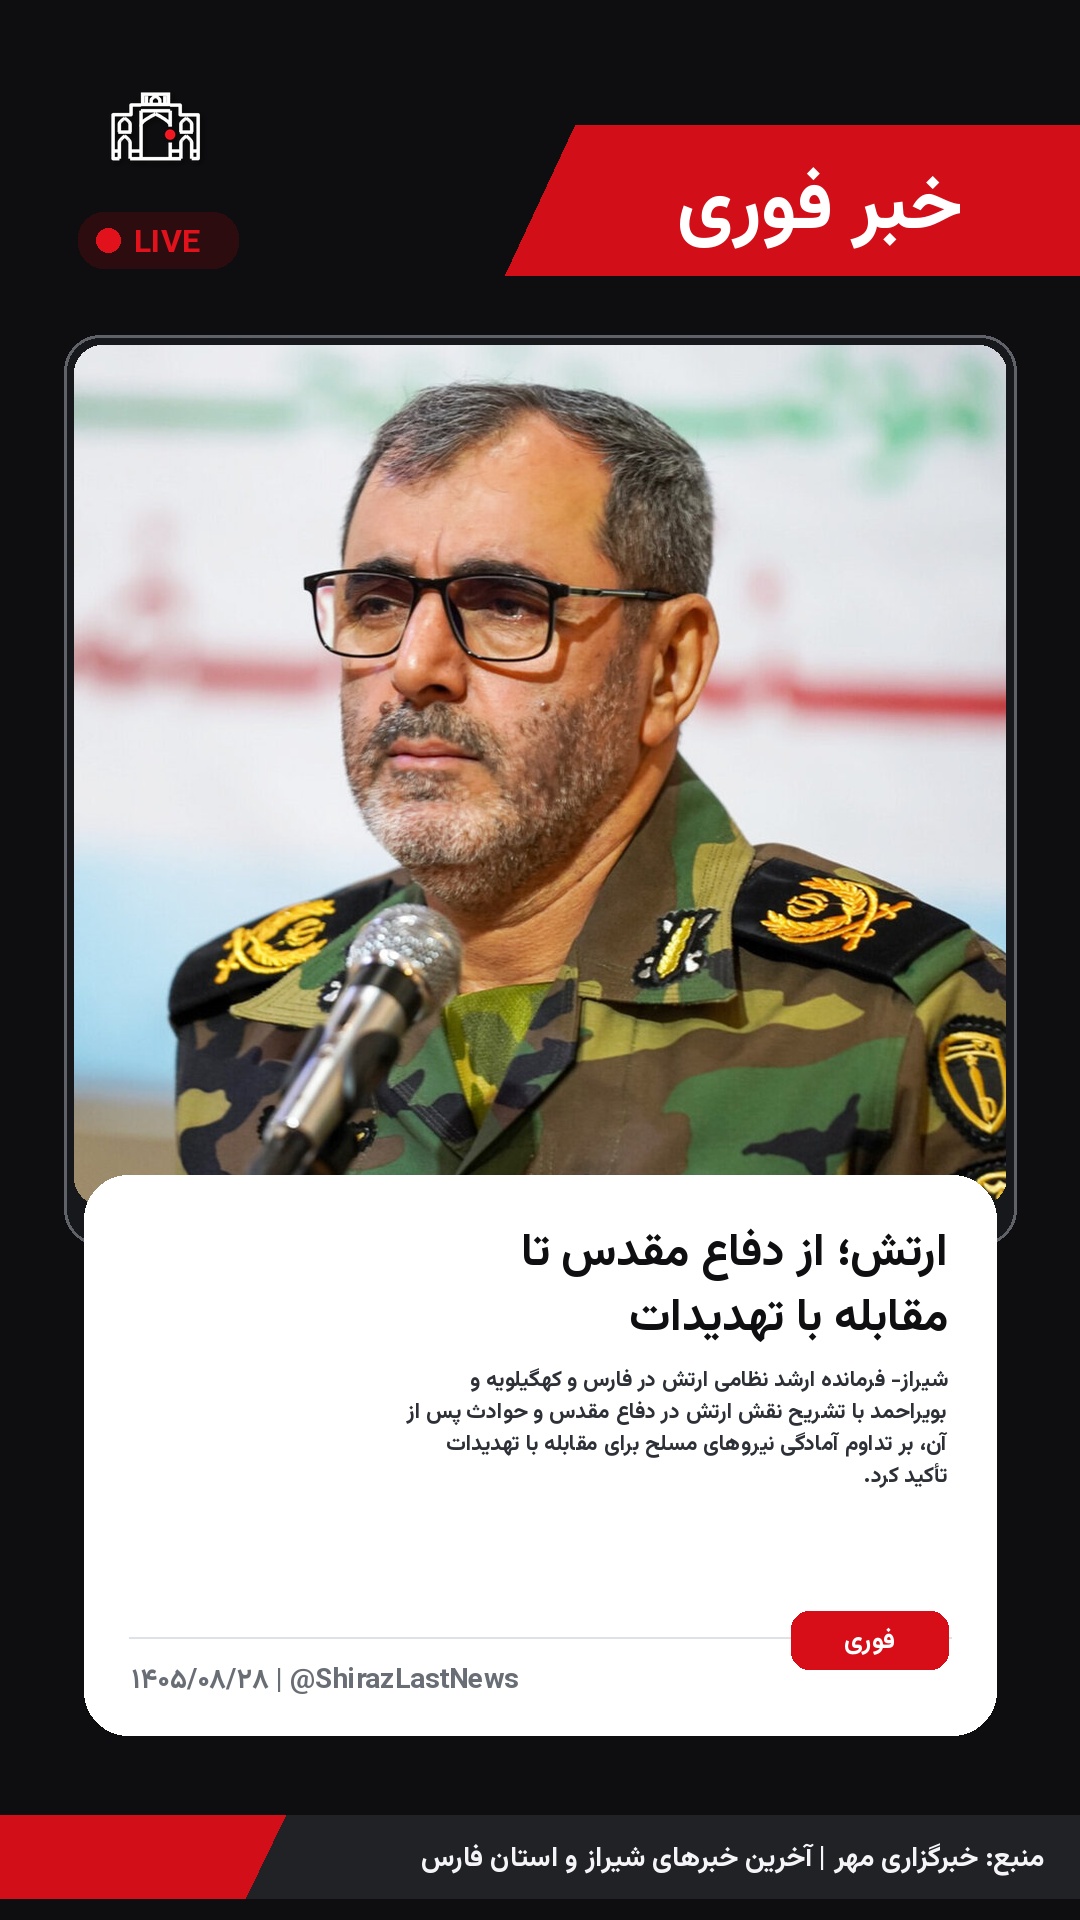 LIVE
خبر فوری
ارتش؛ از دفاع مقدس تا
مقابله با تهدیدات
شیراز- فرمانده ارشد نظامی ارتش در فارس و کهگیلویه و
بویراحمد با تشریح نقش ارتش در دفاع مقدس و حوادث پس از
آن، بر تداوم آمادگی نیروهای مسلح برای مقابله با تهدیدات
تأکید کرد.
فوری
۱۴۰۵/۰۸/۲۸ | @ShirazLastNews
منبع: خبرگزاری مهر | آخرین خبرهای شیراز و استان فارس